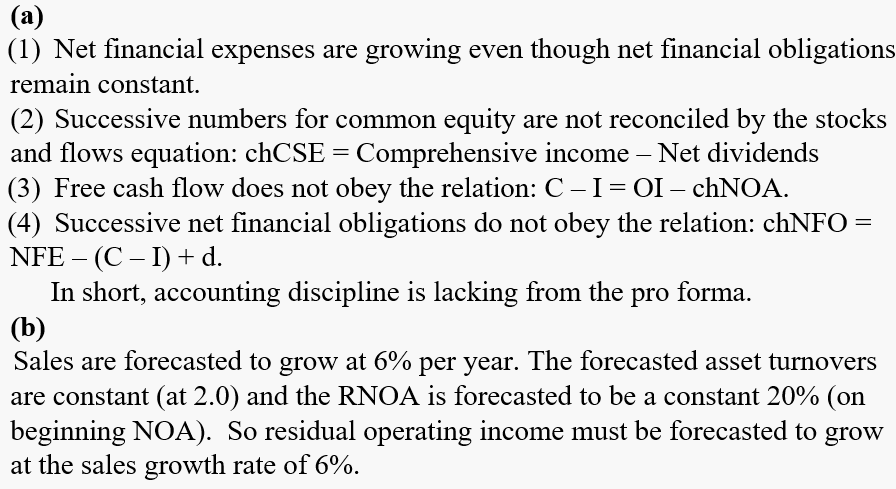 (a)
(1) Net financial expenses are growing even though net financial obligations
remain constant.
(2) Successive numbers for common equity are not reconciled by the stocks
and flows equation: chCSE = Comprehensive income – Net dividends
(3) Free cash flow does not obey the relation: C – I = OI – chNOA.
(4) Successive net financial obligations do not obey the relation: chNFO =
NFE – (C – I) + d.
In short, accounting discipline is lacking from the pro forma.
(b)
Sales are forecasted to grow at 6% per year. The forecasted asset turnovers
are constant (at 2.0) and the RNOA is forecasted to be a constant 20% (on
beginning NOA). So residual operating income must be forecasted to grow
at the sales growth rate of 6%.